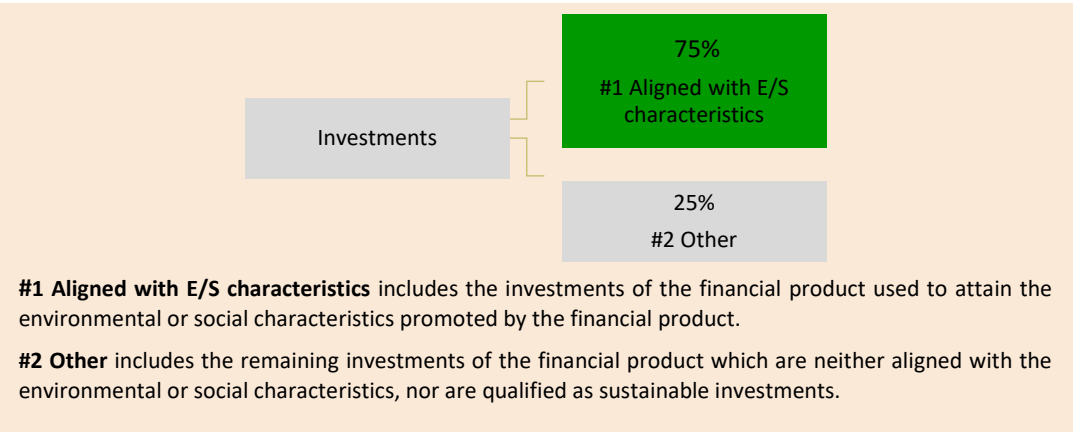 75%
#1 Aligned with E/S
characteristics
Investments
25%
#2 Other
#1 Aligned with E/S characteristics includes the investments of the financial product used to attain the
environmental or social characteristics promoted by the financial product.
#2 Other includes the remaining investments of the financial product which are neither aligned with the
environmental or social characteristics, nor are qualified as sustainable investments.